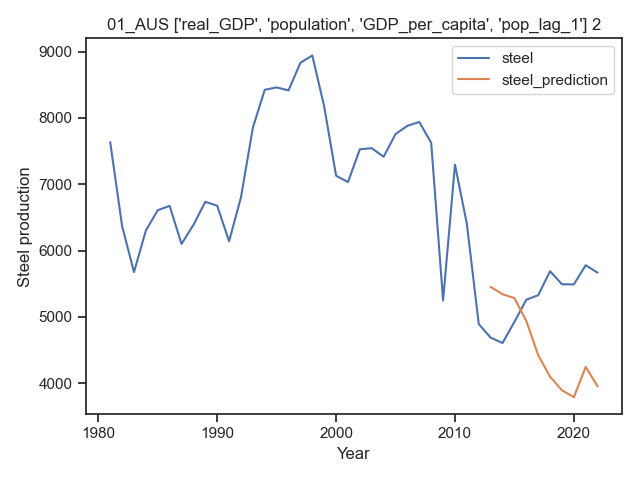 01_AUS ['real_GDP', 'population', 'GDP_per_capita', 'pop_lag_1'] 2
steel
steel_prediction
9000
8000
7000
6000
5000
4000
Steel production
1980
1990
2000
2010
2020
Year